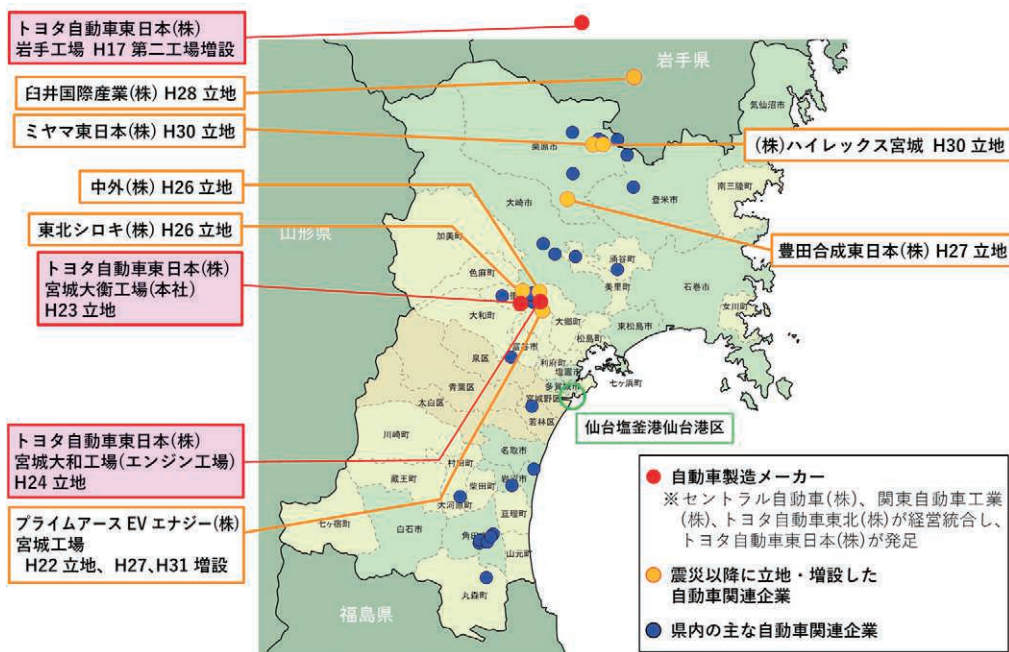 トヨタ自動車東日本(株)
岩手工場 H17 第二工場増設
臼井国際産業(株) H28 立地
ミヤマ東日本(株) H30 立地
中外(株) H26 立地
東北シロキ(株) H26 立地
トヨタ自動車東日本(株)
宮城大衡工場(本社)
H23 立地
トヨタ自動車東日本(株)
宮城大和工場(エンジン工場)
H24 立地
プライムアース EV エナジー(株)
宮城工場
H22 立地、H27、H31 増設
岩手県
山形県
福島県
気仙沼市
栗原市
南三陸町
登米市
大崎市
加美町
色麻町
涌谷町
美里町
石巻市
女川町
大和町
大郷町
東松島市
松島町
富谷市
利府町
塩竈市
泉区
多賀城市
七ヶ浜町
青葉区
宮城野区
太白区
若林区
川崎町
名取市
村田町
岩沼市
蔵王町
柴田町
大河原町
亘理町
七ヶ宿町
白石市
角田
山元町
丸森町
(株)ハイレックス宮城 H30 立地
豊田合成東日本(株) H27 立地
仙台塩釜港仙台港区
自動車製造メーカー
※セントラル自動車(株)、関東自動車工業
(株)、トヨタ自動車東北(株)が経営統合し、
トヨタ自動車東日本(株)が発足
震災以降に立地・増設した
自動車関連企業
県内の主な自動車関連企業